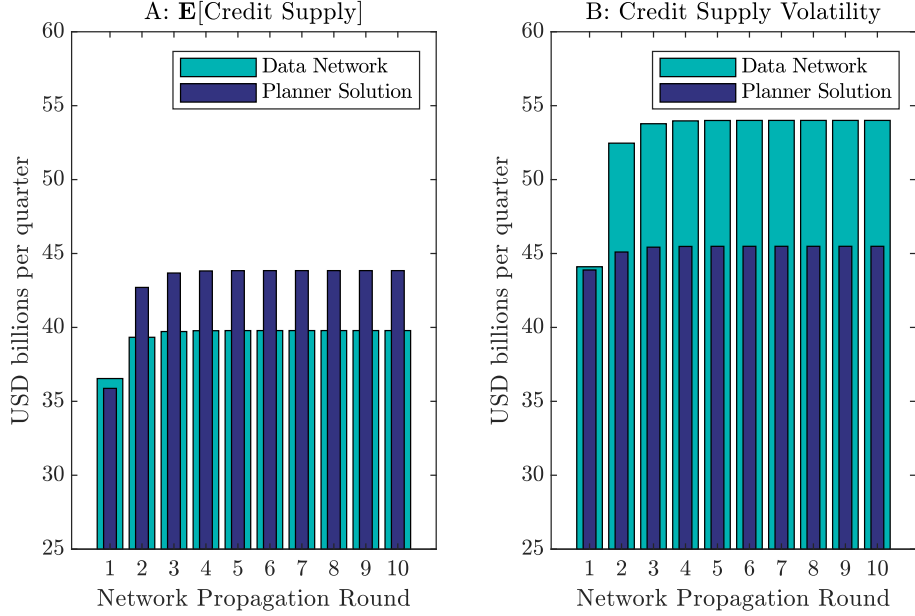 A: E[Credit Supply]
60
55
50
45
40
35
30
25
USD billions per quarter
Data Network
Planner Solution
1 2 3 4 5 6 7 8 9 10
Network Propagation Round
B: Credit Supply Volatility
60
55
50
45
40
35
30
25
USD billions per quarter
Data Network
Planner Solution
1 2 3 4 5 6 7 8 9 10
Network Propagation Round